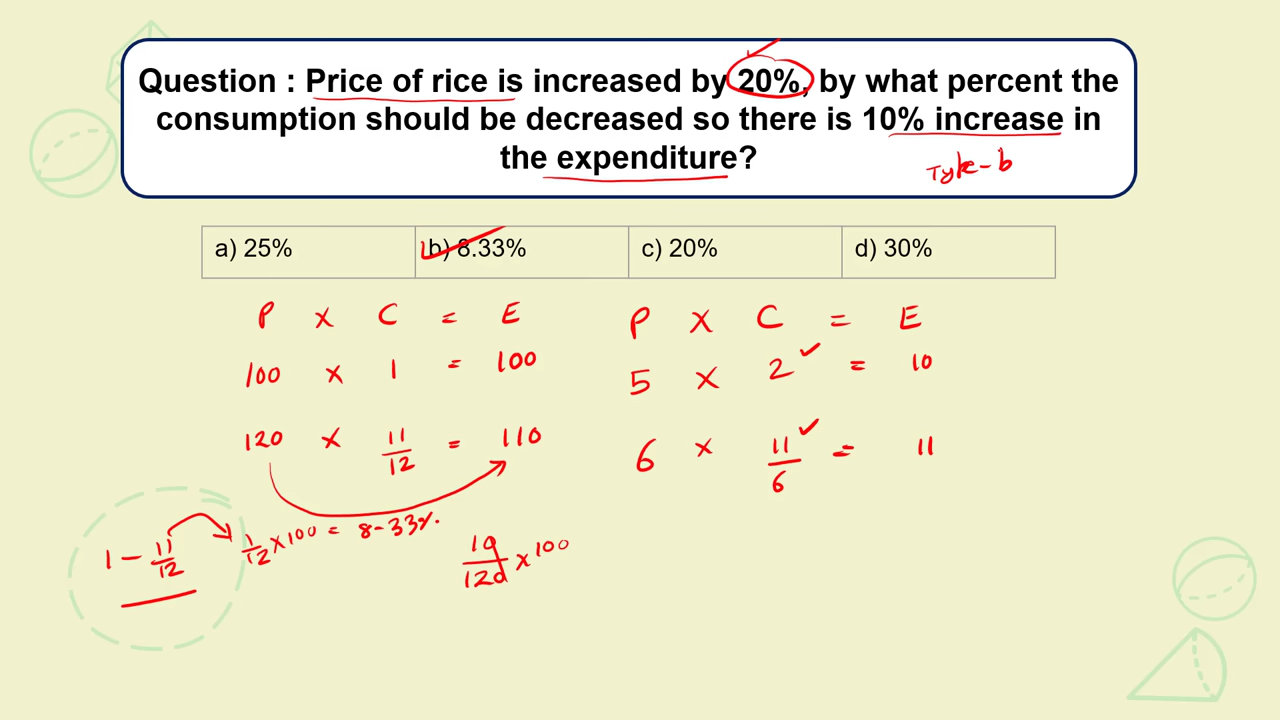 Question : Price of rice is increased by 20%, by what percent the
consumption should be decreased so there is 10% increase in
the expenditure?
Type-b
a) 25% b) 8.33% c) 20% d) 30%
P X C = E P X C = E
100 X 1 = 100 5 X 2 = 10
120 X 11/12 = 110 6 X 11/6 = 11
1 - 11/12 1/12 X 100 = 8-33% 10/120 X 100